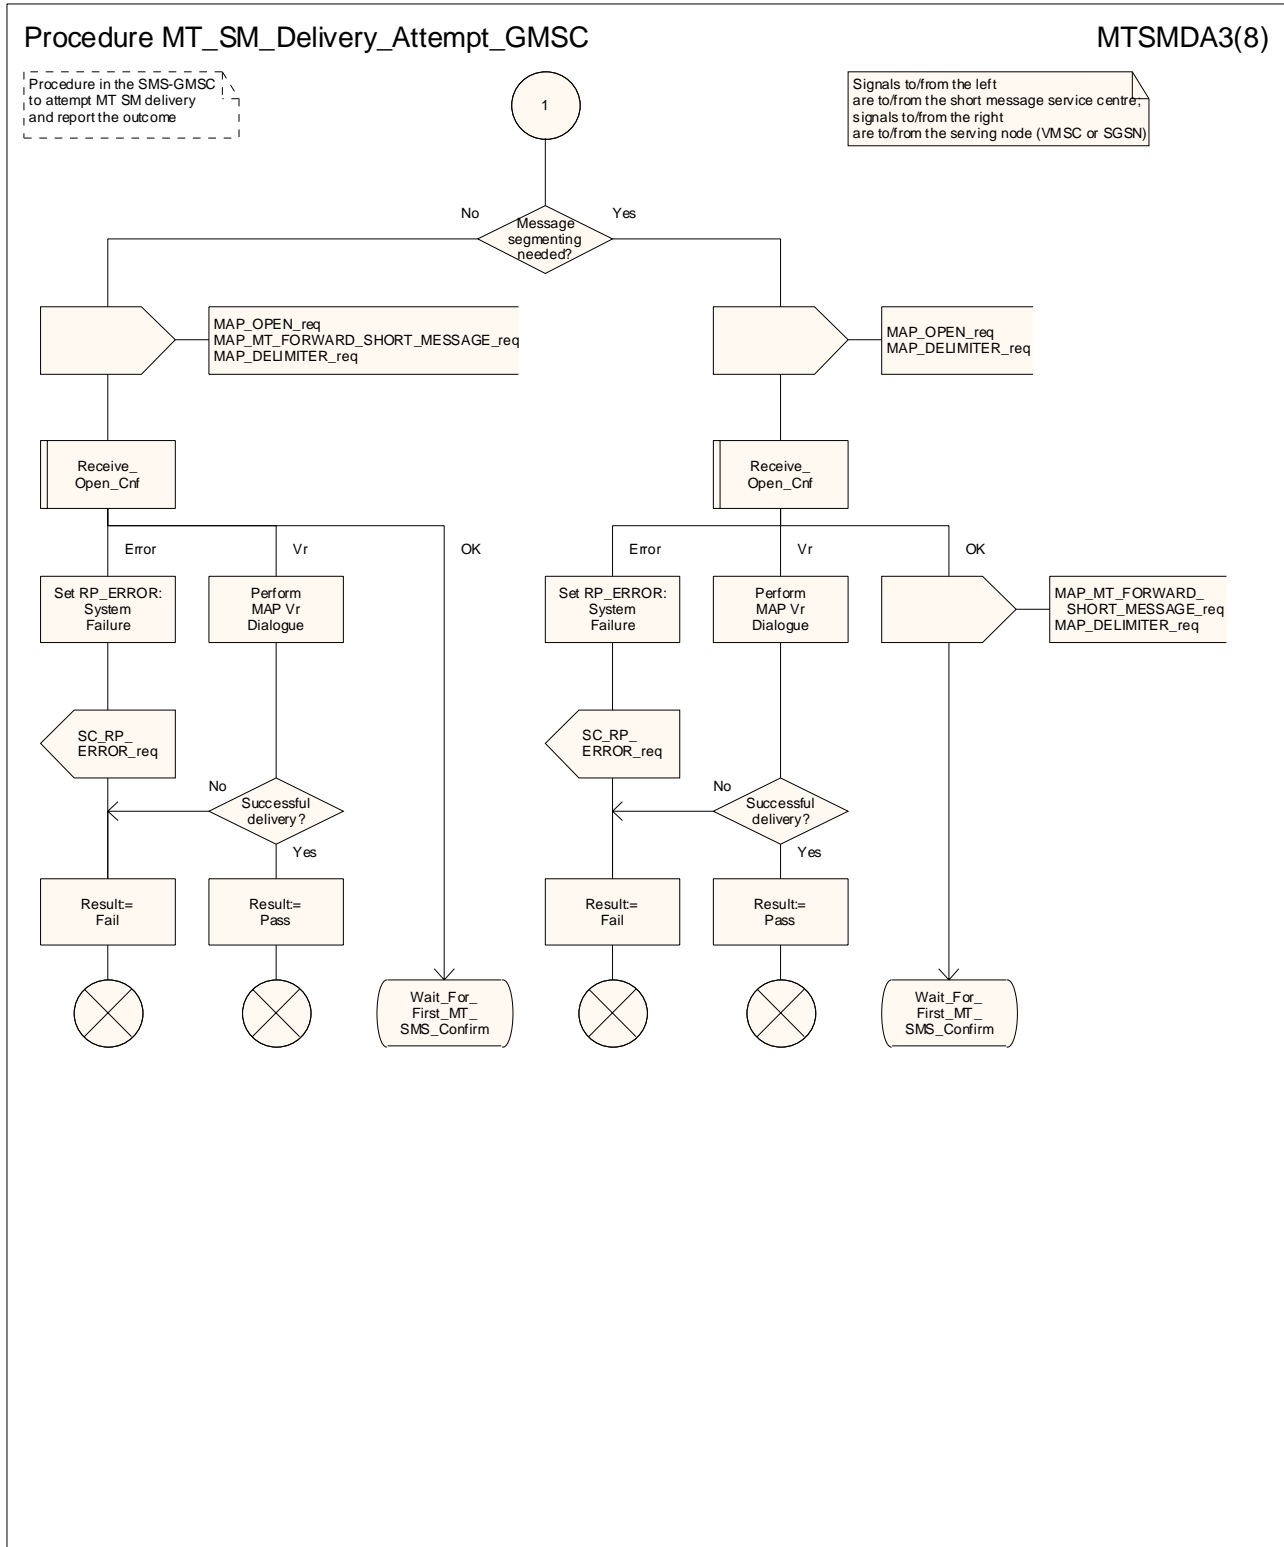 Procedure MT_SM_Delivery_Attempt_GMSC
MTSMDA3(8)
Procedure in the SMS-GMSC
to attempt MT SM delivery
and report the outcome
1
Signals to/from the left
are to/from the short message service centre;
signals to/from the right
are to/from the serving node (VMSC or SGSN)
No
Yes
Message
segmenting
needed?
MAP_OPEN_req
MAP_MT_FORWARD_SHORT_MESSAGE_req
MAP_DELIMITER_req
MAP_OPEN_req
MAP_DELIMITER_req
Receive_
Open_Cnf
Receive_
Open_Cnf
Error
Vr
OK
Error
Vr
OK
Set RP_ERROR:
System
Failure
Perform
MAP Vr
Dialogue
Set RP_ERROR:
System
Failure
Perform
MAP Vr
Dialogue
MAP_MT_FORWARD_
SHORT_MESSAGE_req
MAP_DELIMITER_req
SC_RP_
ERROR_req
SC_RP_
ERROR_req
No
Successful
delivery?
Yes
No
Successful
delivery?
Yes
Result:=
Fail
Result:=
Pass
Result:=
Fail
Result:=
Pass
Wait_For_
First_MT_
SMS_Confirm
Wait_For_
First_MT_
SMS_Confirm